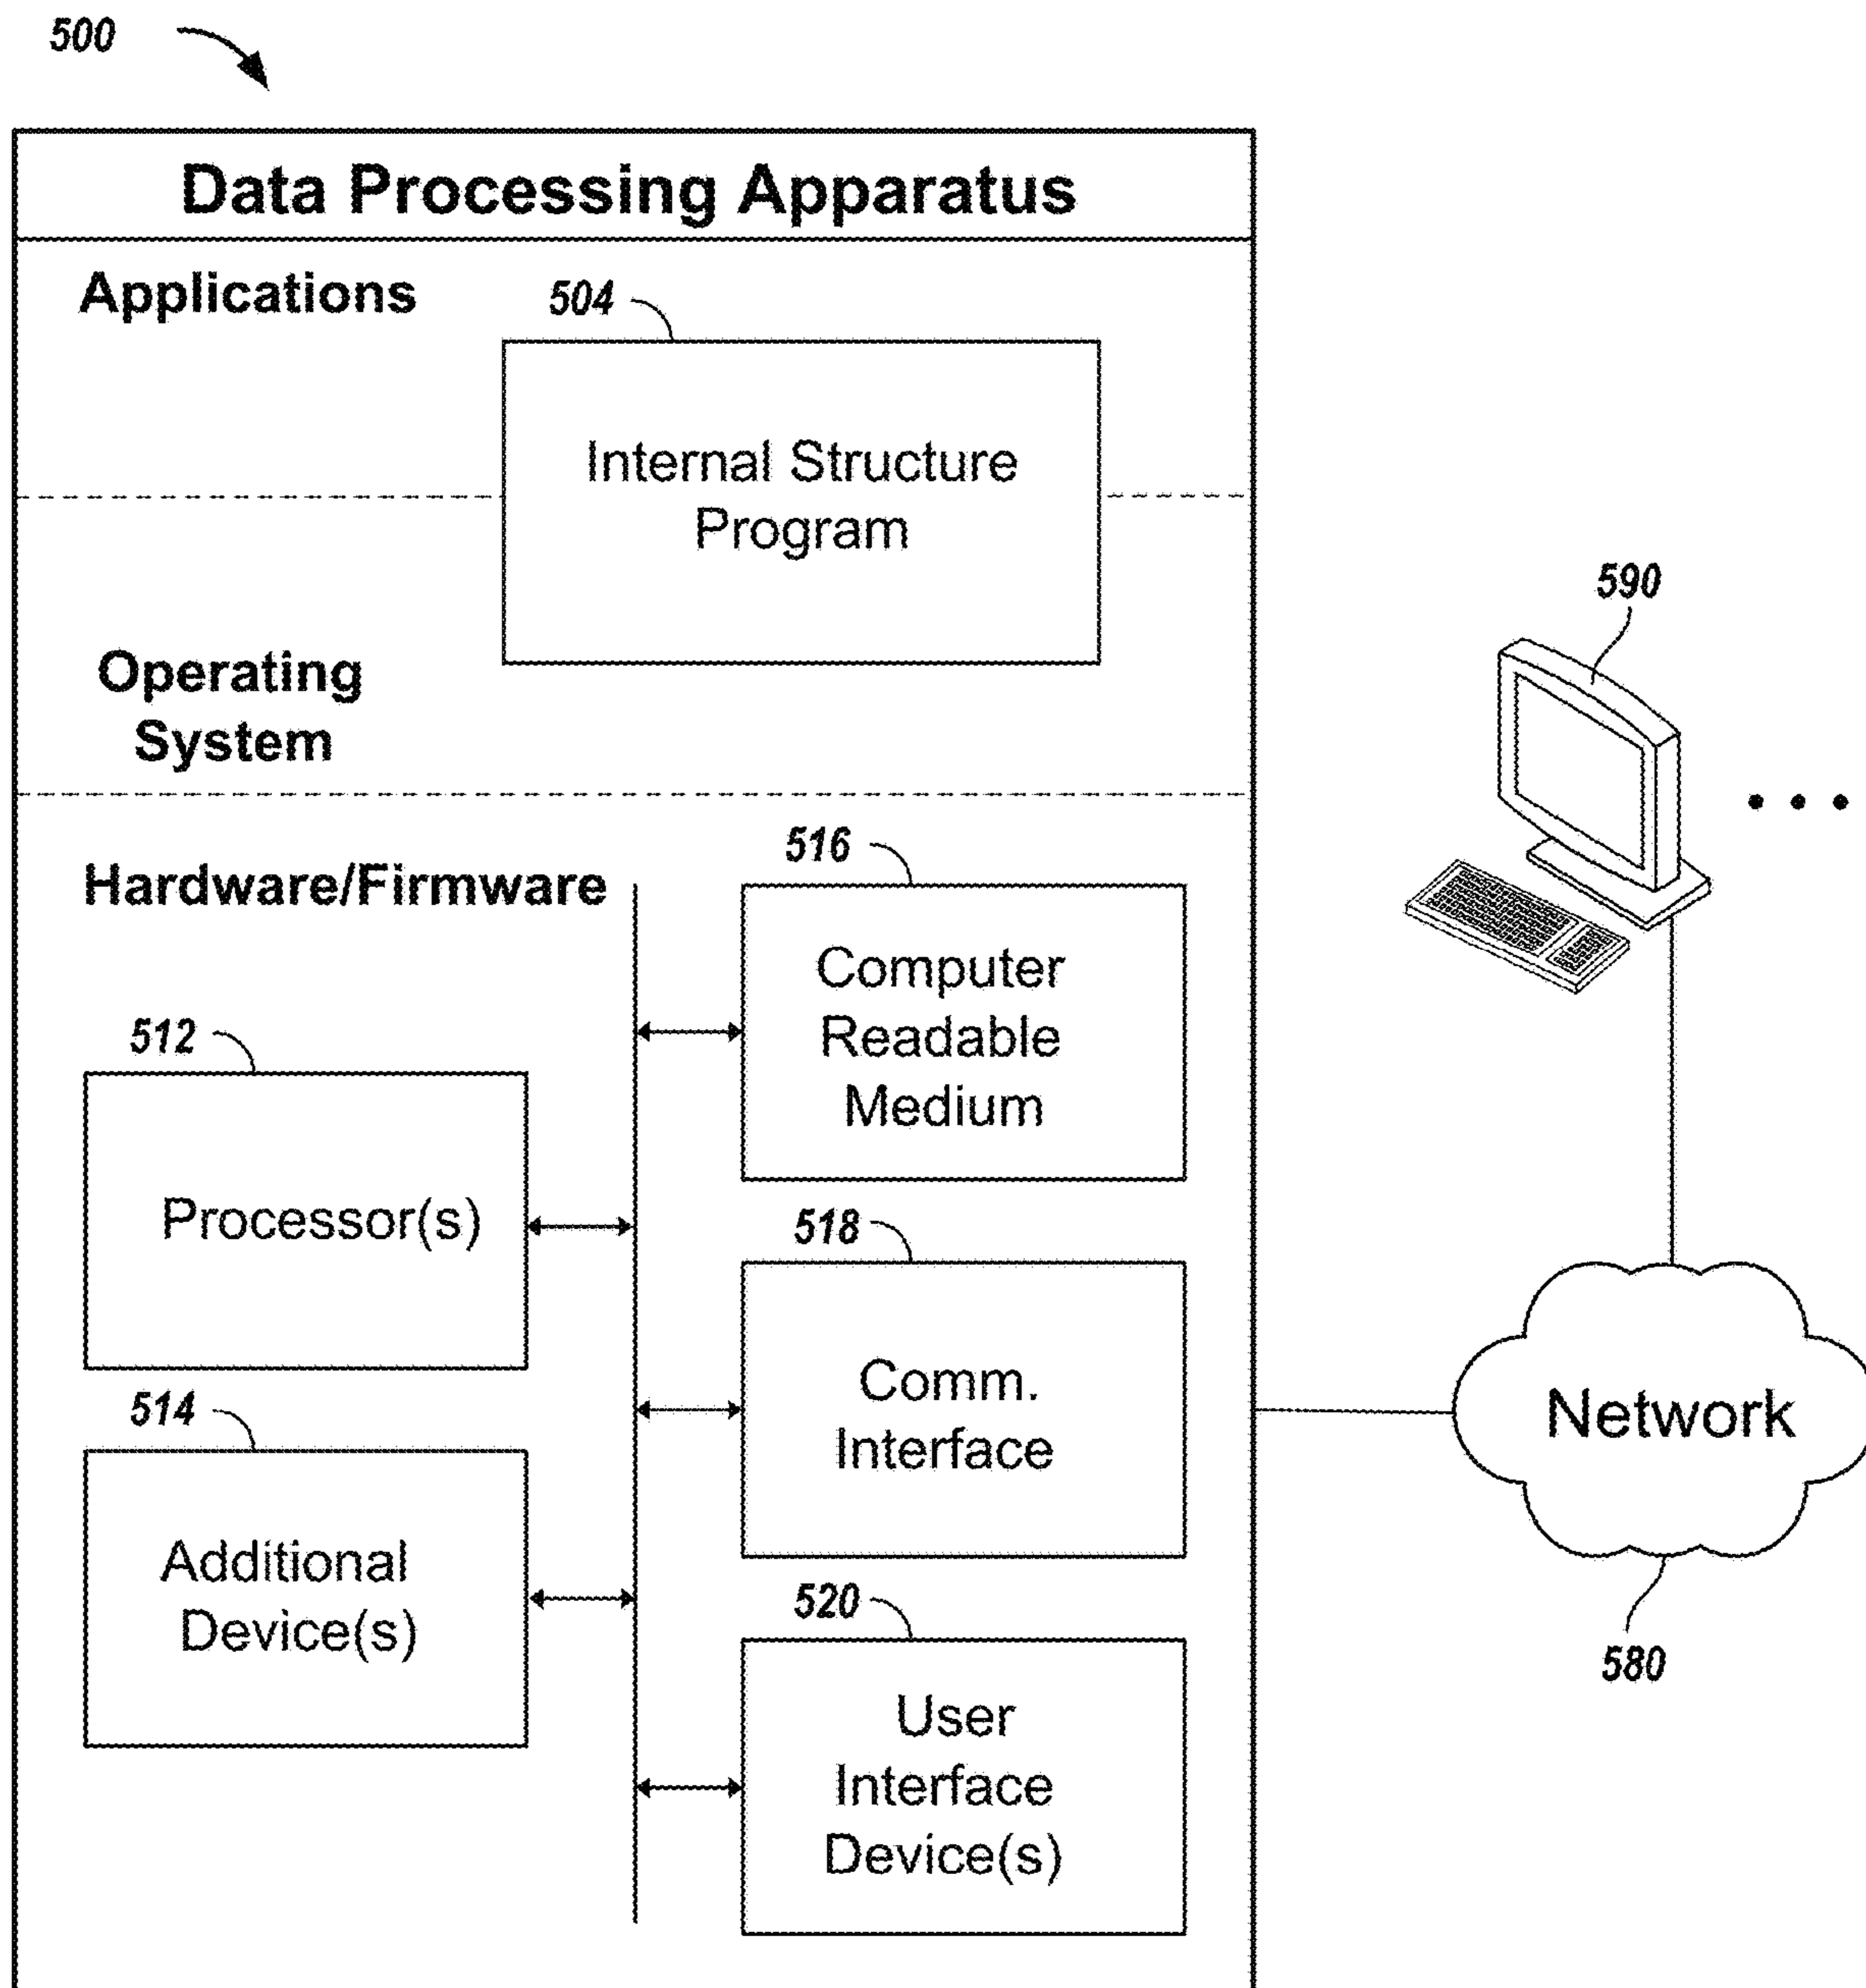 500
Data Processing Apparatus
Applications
504
Internal Structure
Program
Operating
System
590
Hardware/Firmware
516
Computer
Readable
Medium
512
Processor(s)
518
Comm.
Interface
514
Additional
Device(s)
520
User
Interface
Device(s)
Network
580